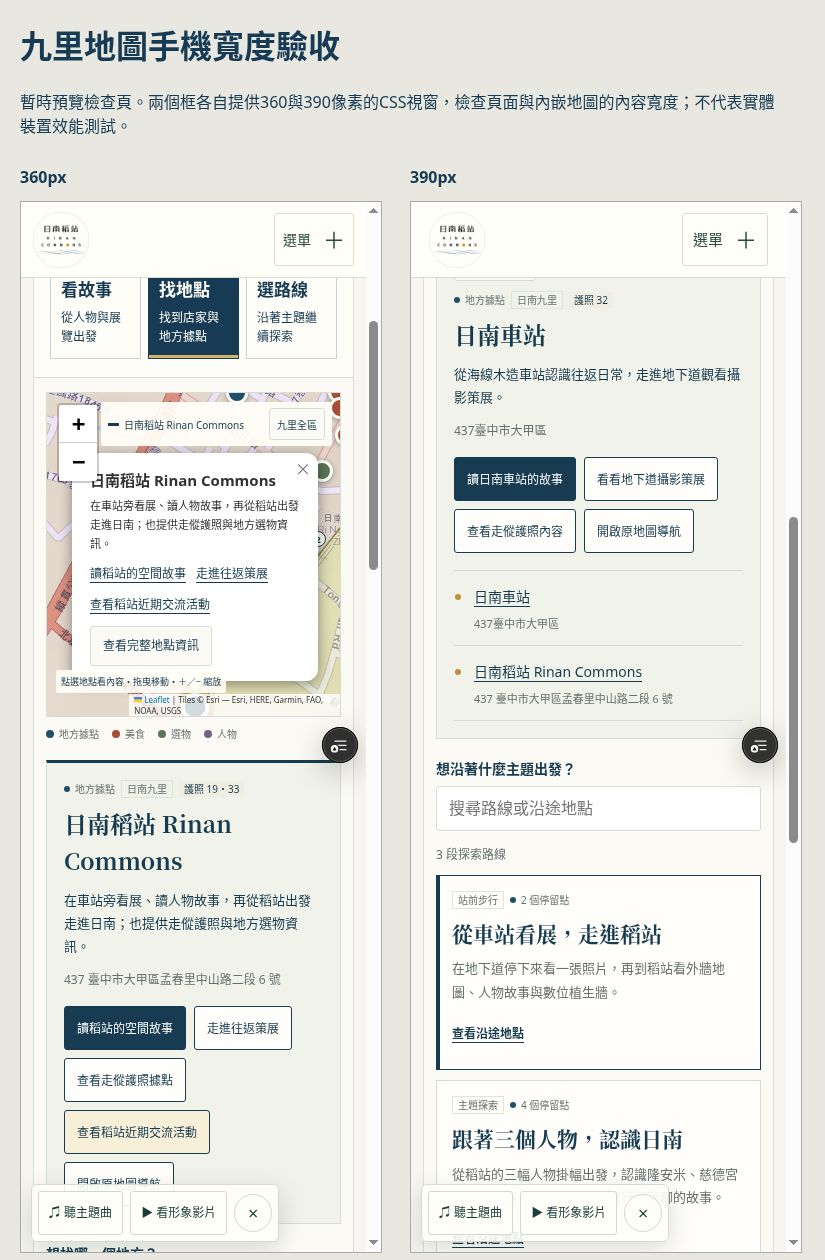 九里地圖手機寬度驗收
暫時預覽檢查頁。兩個框各自提供360與390像素的CSS視窗，檢查頁面與內嵌地圖的內容寬度；不代表實體
裝置效能測試。
360px
日南稻站
RINAN
COMMONS
選單
看故事
從人物與展
覽出發
找地點
找到店家與
地方據點
選路線
沿著主題繼
續探索
+
−
日南稻站 Rinan Commons
九里全區
日南稻站 Rinan Commons
在車站旁看展、讀人物故事，再從稻站出發
走進日南；也提供走從護照與地方選物資
訊。
讀稻站的空間故事 走進往返策展
查看稻站近期交流活動
查看完整地點資訊
點選地點看內容・拖曳移動・＋／− 縮放
Leaflet | Tiles © Esri — Esri, HERE, Garmin, FAO,
NOAA, USGS
地方據點 美食 選物 人物
地方據點 日南九里 護照 19・33
日南稻站 Rinan
Commons
在車站旁看展、讀人物故事，再從稻站出發
走進日南；也提供走從護照與地方選物資
訊。
437 臺中市大甲區孟春里中山路二段 6 號
讀稻站的空間故事 走進往返策展
查看走從護照據點
查看稻站近期交流活動
開啟原地圖導航
♫ 聽主題曲 ▶ 看形象影片 ×
390px
日南稻站
RINAN
COMMONS
選單
地方據點 日南九里 護照 32
日南車站
從海線木造車站認識往返日常，走進地下道觀看攝
影策展。
437臺中市大甲區
讀日南車站的故事 看看地下道攝影策展
查看走從護照內容 開啟原地圖導航
日南車站
437臺中市大甲區
日南稻站 Rinan Commons
437 臺中市大甲區孟春里中山路二段 6 號
想沿著什麼主題出發？
搜尋路線或沿途地點
3 段探索路線
站前步行 2 個停留點
從車站看展，走進稻站
在地下道停下來看一張照片，再到稻站看外牆地
圖、人物故事與數位植生牆。
查看沿途地點
主題探索 4 個停留點
跟著三個人物，認識日南
從稻站的三幅人物掛幅出發，認識隆安米、慈德宮
的故事。
♫ 聽主題曲 ▶ 看形象影片 ×